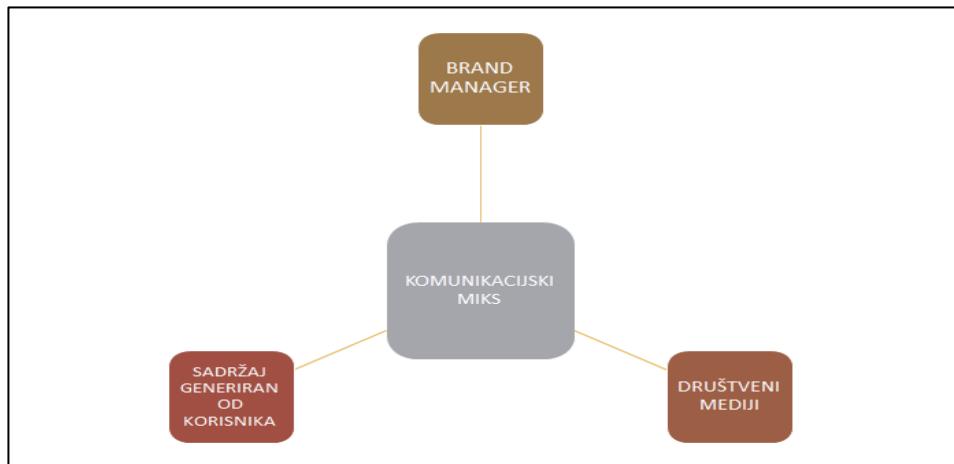 BRAND
MANAGER
KOMUNIKACIJSKI
MIKS
SADRŽAJ
GENERIRAN
OD
KORISNIKA
DRUŠTVENI
MEDIJI